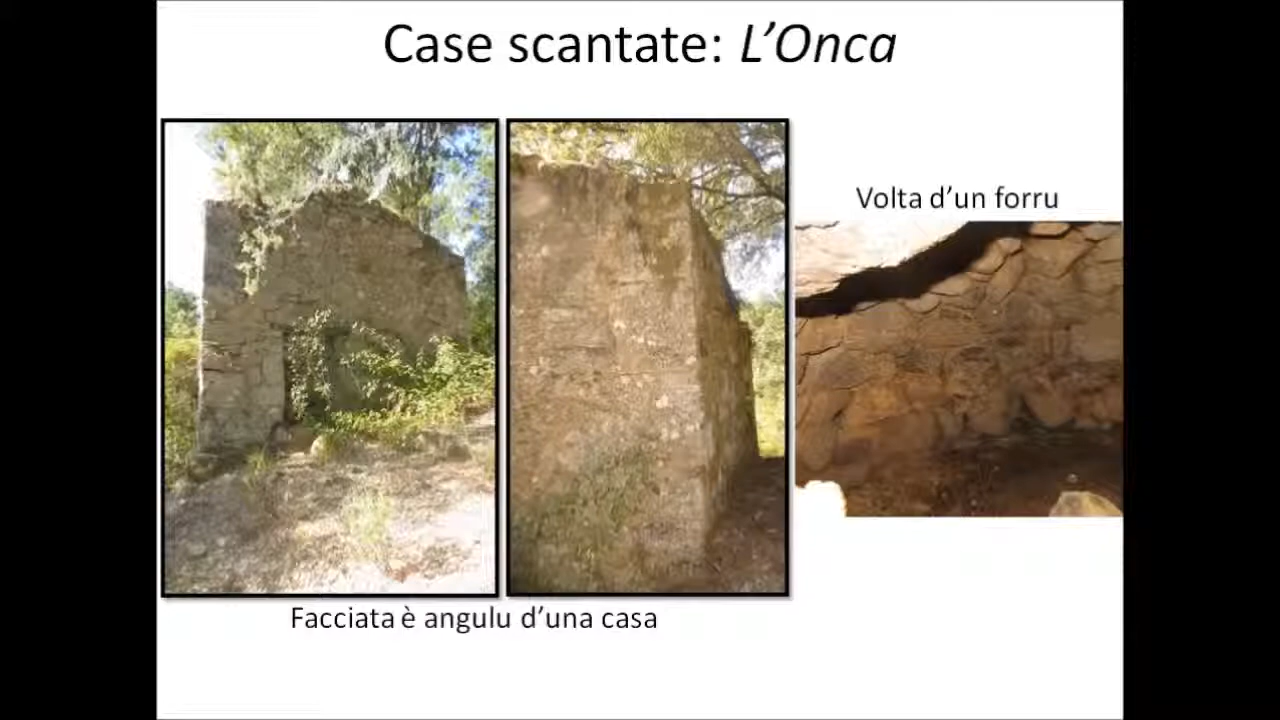 Case scantate: L’Onca
Volta d’un forru
Facciata è angulu d’una casa